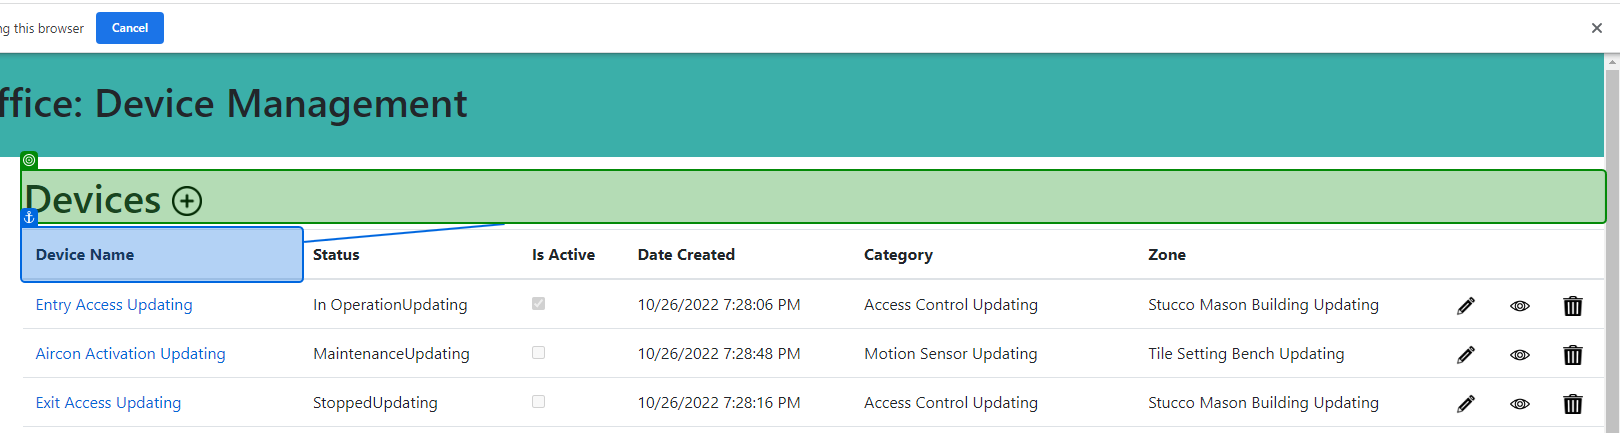 ng this browser Cancel
ffice: Device Management
Devices
Device Name Status Is Active Date Created Category Zone
Entry Access Updating In OperationUpdating 10/26/2022 7:28:06 PM Access Control Updating Stucco Mason Building Updating
Aircon Activation Updating MaintenanceUpdating 10/26/2022 7:28:48 PM Motion Sensor Updating Tile Setting Bench Updating
Exit Access Updating StoppedUpdating 10/26/2022 7:28:16 PM Access Control Updating Stucco Mason Building Updating